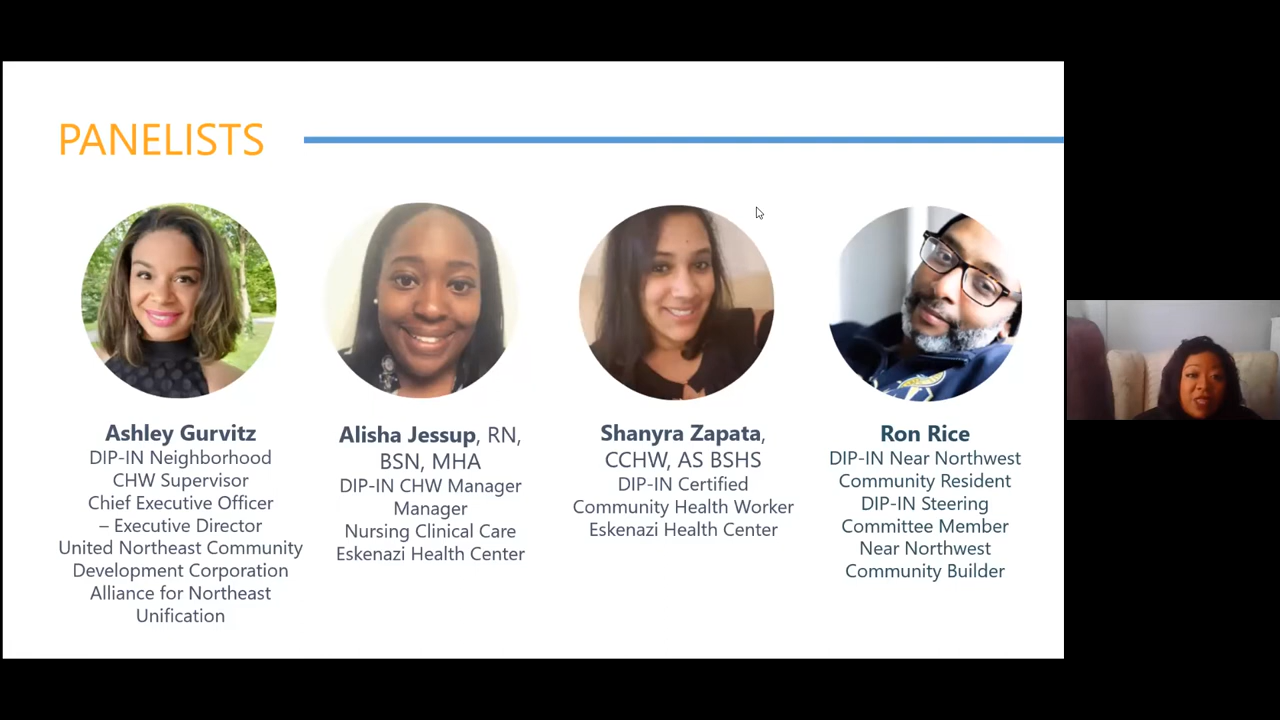 PANELISTS
Ashley Gurvitz
DIP-IN Neighborhood
CHW Supervisor
Chief Executive Officer
– Executive Director
United Northeast Community
Development Corporation
Alliance for Northeast
Unification
Alisha Jessup, RN,
BSN, MHA
DIP-IN CHW Manager
Manager
Nursing Clinical Care
Eskenazi Health Center
Shanyra Zapata,
CCHW, AS BSHS
DIP-IN Certified
Community Health Worker
Eskenazi Health Center
Ron Rice
DIP-IN Near Northwest
Community Resident
DIP-IN Steering
Committee Member
Near Northwest
Community Builder